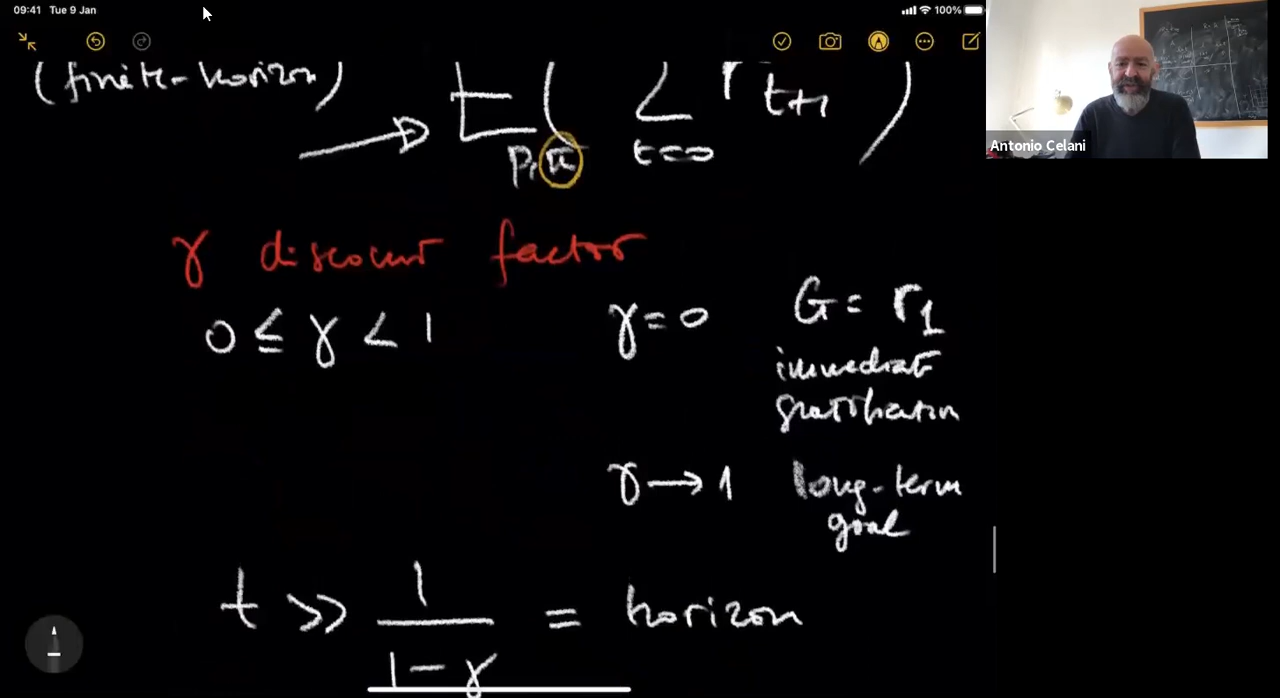 09:41 Tue 9 Jan
100%
Antonio Celani
(finite-horizon)
E ( Σ r_{t+1} )
p, π t=0
γ discount factor
0 ≤ γ < 1
γ = 0 G = r_1
immediate
gratification
γ → 1 long-term
goal
t >> 1 / (1 - γ) = horizon